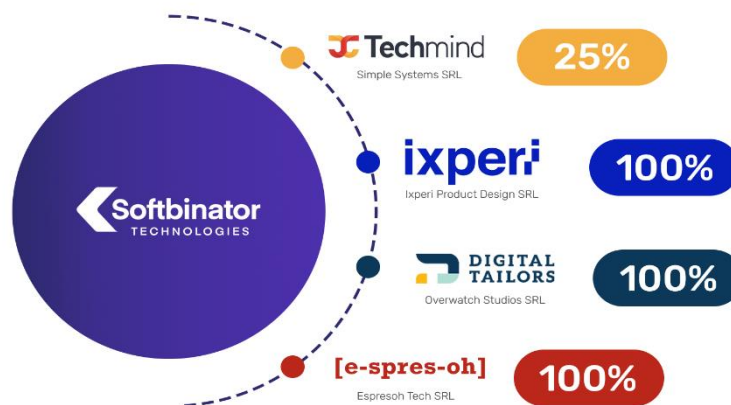 Softbinator
TECHNOLOGIES
Techmind
Simple Systems SRL
25%
ixperi
Ixperi Product Design SRL
100%
DIGITAL
TAILORS
Overwatch Studios SRL
100%
[e-spres-oh]
Espresoh Tech SRL
100%